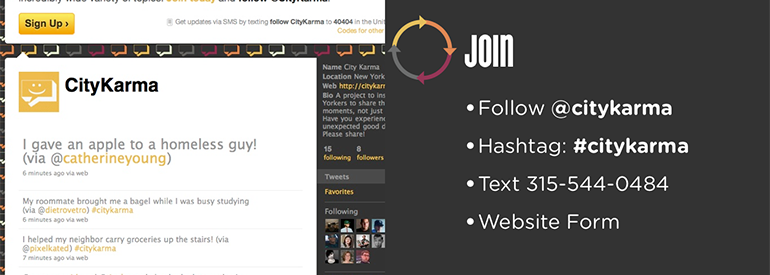 incredibly wide variety of topics. Join today and follow @CityKarma.
Sign Up ›
Get updates via SMS by texting follow CityKarma to 40404 in the Unit
Codes for other
CityKarma
I gave an apple to a homeless guy!
(via @catherineyoung)
6 minutes ago via web
My roommate brought me a bagel while I was busy studying
(via @dietrovetro) #citykarma
6 minutes ago via web
I helped my neighbor carry groceries up the stairs! (via
@pixelkated) #citykarma
7 minutes ago via web
Name City Karma
Location New York
Web http://citykar
Bio A project to ins
Yorkers to share th
moments, not just
Have you experienc
unexpected good d
Please share!
15
following
8
followers
Tweets
Favorites
Following
JOIN
• Follow @citykarma
• Hashtag: #citykarma
• Text 315-544-0484
• Website Form